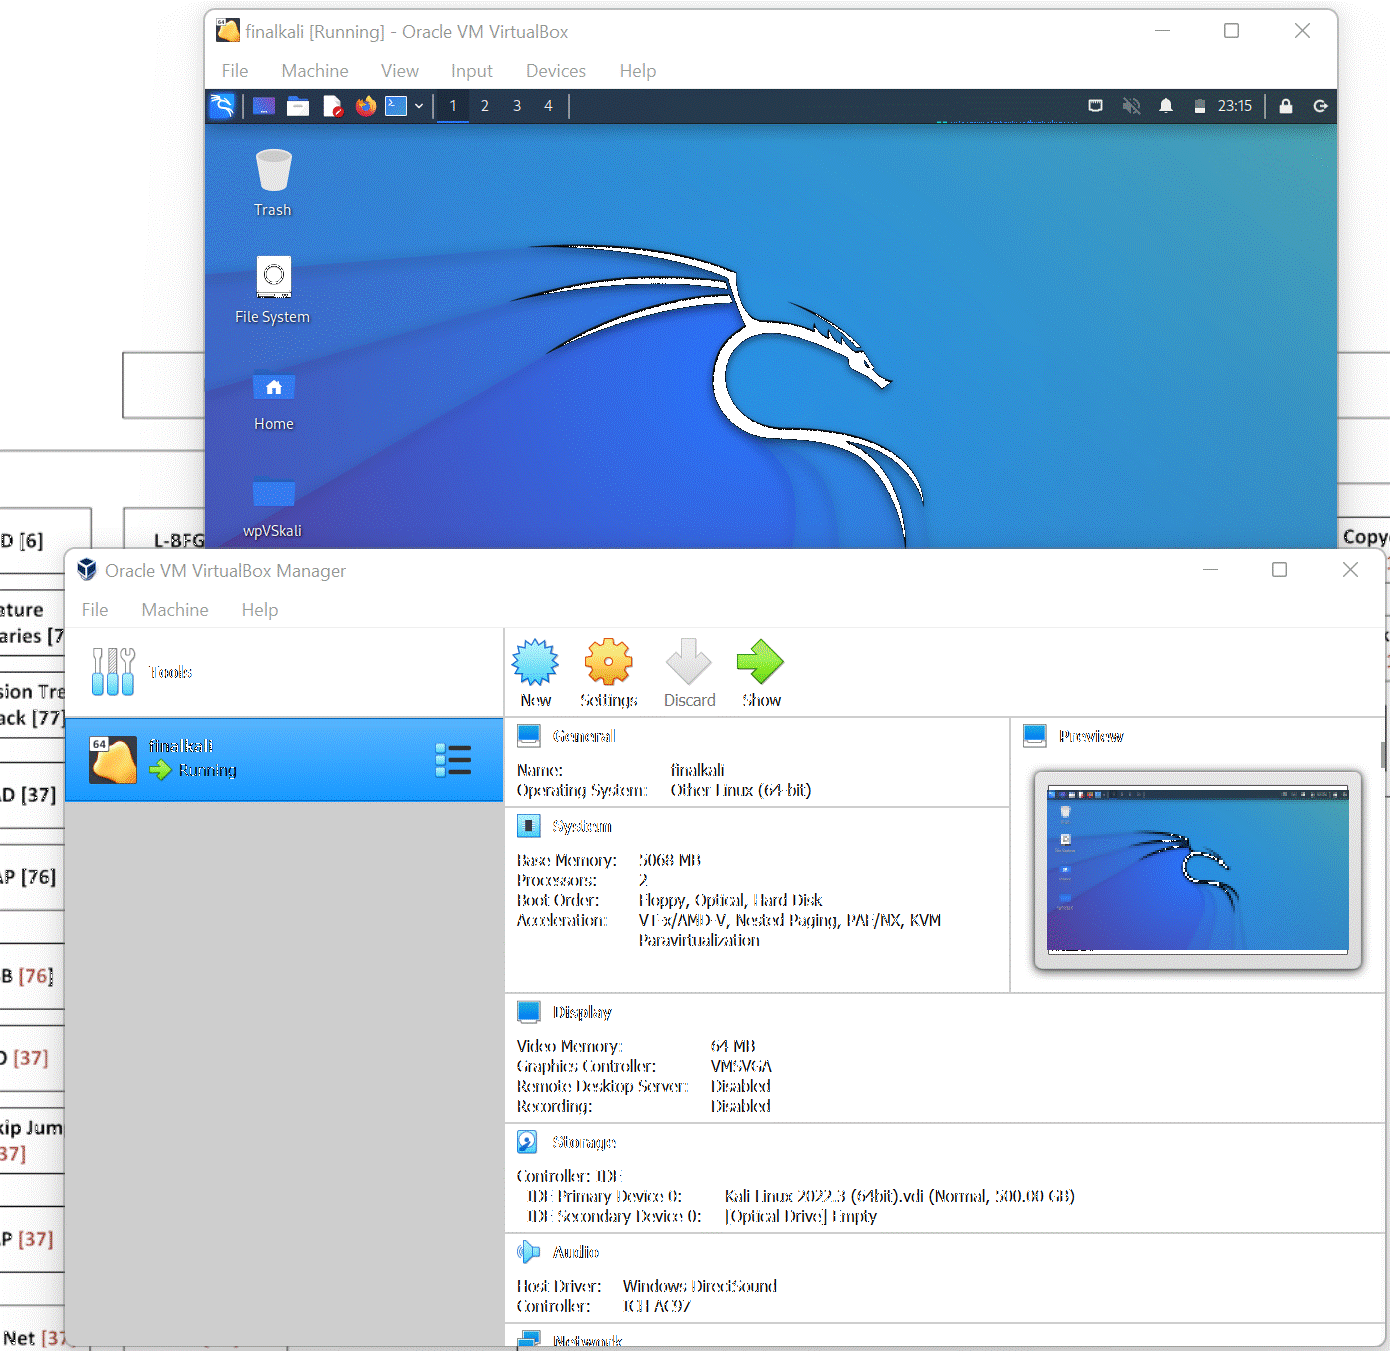 finalkali [Running] - Oracle VM VirtualBox
File Machine View Input Devices Help
1 2 3 4 23:15
Trash
File System
Home
wpVSkali
D [6]
L-BFG
Copy
ature
aries [7
sion Tre
ack [77]
AD [37]
AP [76]
B [76]
D [37]
kip Jum
37]
P [37]
Net [37
Oracle VM VirtualBox Manager
File Machine Help
Tools
New Settings Discard Show
64 finalkali
Running
General
Name: finalkali
Operating System: Other Linux (64-bit)
Preview
System
Base Memory: 5068 MB
Processors: 2
Boot Order: Floppy, Optical, Hard Disk
Acceleration: VT-x/AMD-V, Nested Paging, PAE/NX, KVM
Paravirtualization
Display
Video Memory: 64 MB
Graphics Controller: VMSVGA
Remote Desktop Server: Disabled
Recording: Disabled
Storage
Controller: IDE
IDE Primary Device 0: Kali Linux 2022.3 (64bit).vdi (Normal, 500.00 GB)
IDE Secondary Device 0: [Optical Drive] Empty
Audio
Host Driver: Windows DirectSound
Controller: ICH AC97
Network